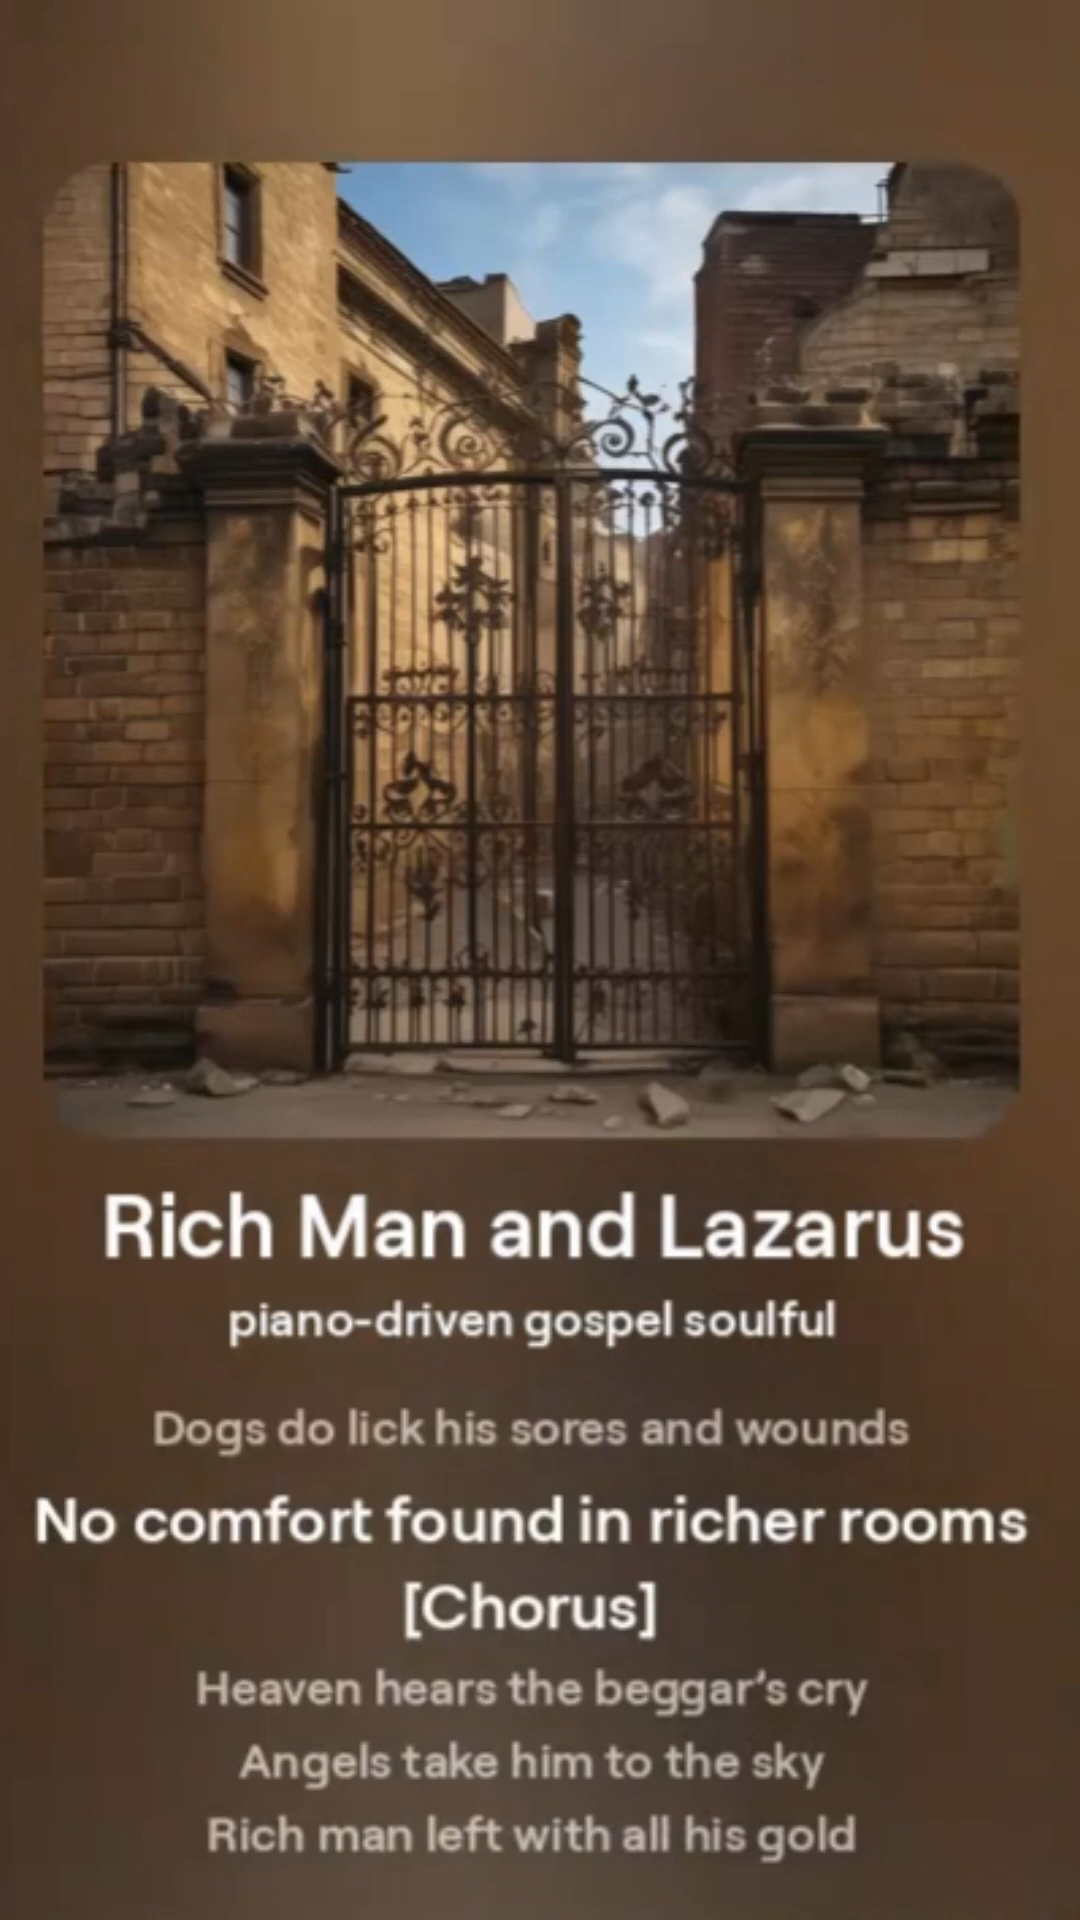 Rich Man and Lazarus
piano-driven gospel soulful
Dogs do lick his sores and wounds
No comfort found in richer rooms
[Chorus]
Heaven hears the beggar’s cry
Angels take him to the sky
Rich man left with all his gold